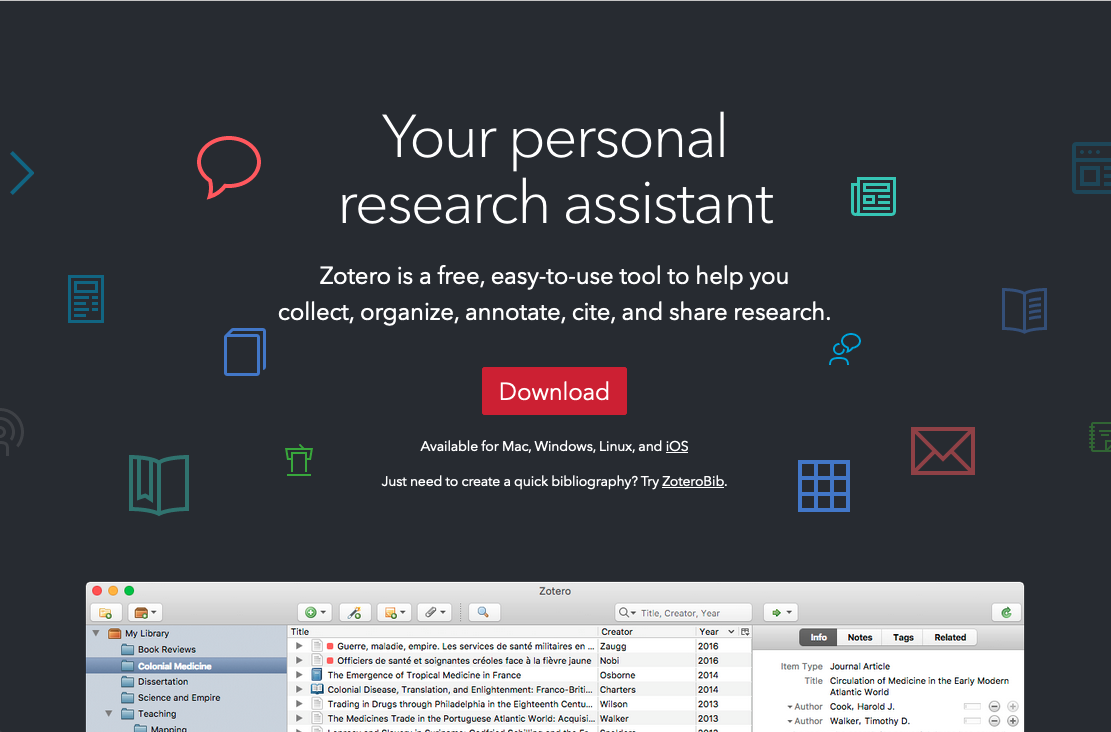 Your personal
research assistant
Zotero is a free, easy-to-use tool to help you
collect, organize, annotate, cite, and share research.
Download
Available for Mac, Windows, Linux, and iOS
Just need to create a quick bibliography? Try ZoteroBib.
Zotero
Title, Creator, Year
My Library
Book Reviews
Colonial Medicine
Dissertation
Science and Empire
Teaching
Mapping
Title Creator Year
Guerre, maladie, empire. Les services de santé militaires en ... Zaugg 2016
Officiers de santé et soignantes créoles face à la fièvre jaune Nobi 2016
The Emergence of Tropical Medicine in France Osborne 2014
Colonial Disease, Translation, and Enlightenment: Franco-Briti... Charters 2014
Trading in Drugs through Philadelphia in the Eighteenth Centu... Wilson 2013
The Medicines Trade in the Portuguese Atlantic World: Acquisi... Walker 2013
Info Notes Tags Related
Item Type Journal Article
Title Circulation of Medicine in the Early Modern
Atlantic World
Author Cook, Harold J.
Author Walker, Timothy D.